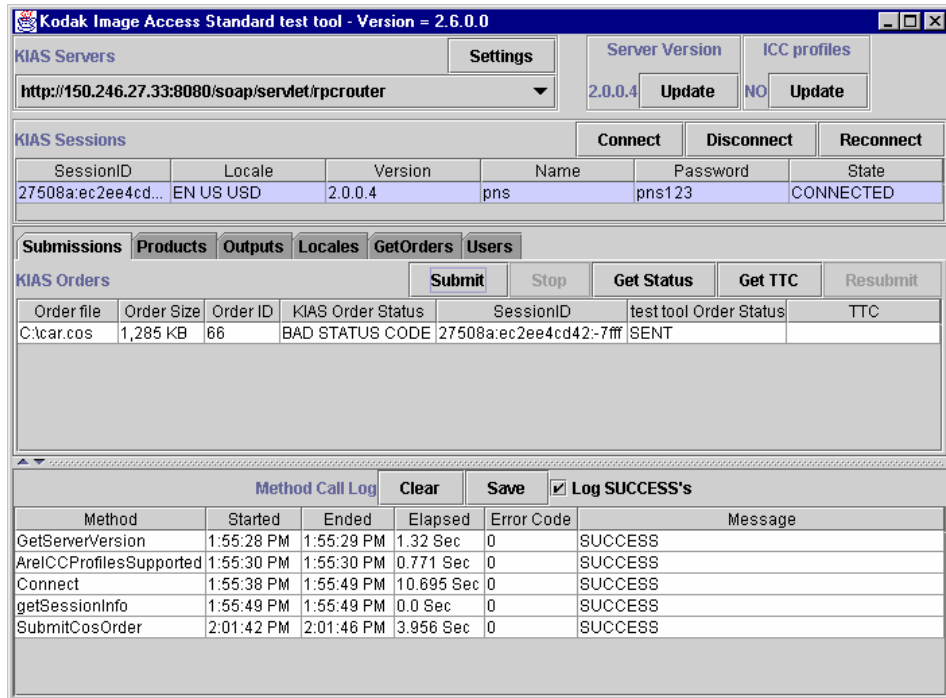 Kodak Image Access Standard test tool - Version = 2.6.0.0
KIAS Servers Settings Server Version ICC profiles
http://150.246.27.33:8080/soap/servlet/rpcrouter 2.0.0.4 Update NO Update
KIAS Sessions Connect Disconnect Reconnect
SessionID Locale Version Name Password State
27508a:ec2ee4cd... EN US USD 2.0.0.4 pns pns123 CONNECTED
Submissions Products Outputs Locales GetOrders Users
KIAS Orders Submit Stop Get Status Get TTC Resubmit
Order file Order Size Order ID KIAS Order Status SessionID test tool Order Status TTC
C:\car.cos 1,285 KB 66 BAD STATUS CODE 27508a:ec2ee4cd42:-7fff SENT
Method Call Log Clear Save Log SUCCESS's
Method Started Ended Elapsed Error Code Message
GetServerVersion 1:55:28 PM 1:55:29 PM 1.32 Sec 0 SUCCESS
AreICCProfilesSupported 1:55:30 PM 1:55:30 PM 0.771 Sec 0 SUCCESS
Connect 1:55:38 PM 1:55:49 PM 10.695 Sec 0 SUCCESS
getSessionInfo 1:55:49 PM 1:55:49 PM 0.0 Sec 0 SUCCESS
SubmitCosOrder 2:01:42 PM 2:01:46 PM 3.956 Sec 0 SUCCESS